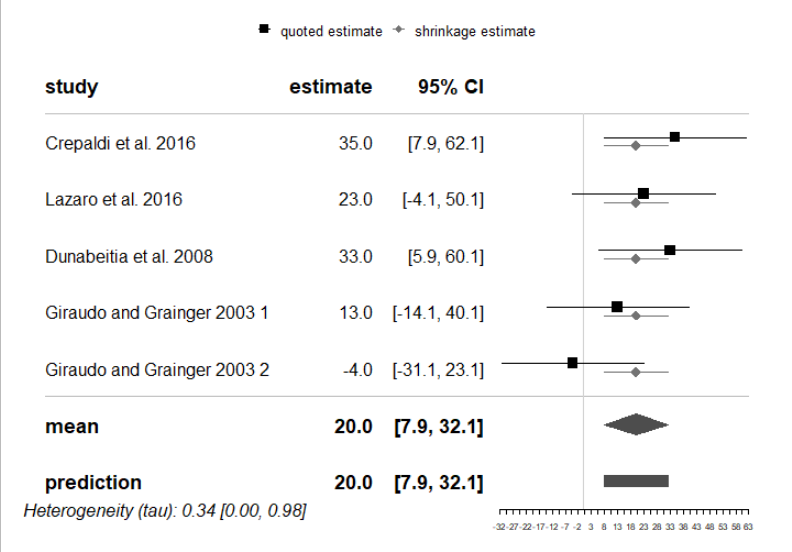 quoted estimate shrinkage estimate
study estimate 95% CI
Crepaldi et al. 2016 35.0 [7.9, 62.1]
Lazaro et al. 2016 23.0 [-4.1, 50.1]
Dunabeitia et al. 2008 33.0 [5.9, 60.1]
Giraudo and Grainger 2003 1 13.0 [-14.1, 40.1]
Giraudo and Grainger 2003 2 -4.0 [-31.1, 23.1]
mean 20.0 [7.9, 32.1]
prediction 20.0 [7.9, 32.1]
Heterogeneity (tau): 0.34 [0.00, 0.98]
-32 -27 -22 -17 -12 -7 -2 3 8 13 18 23 28 33 38 43 48 53 58 63